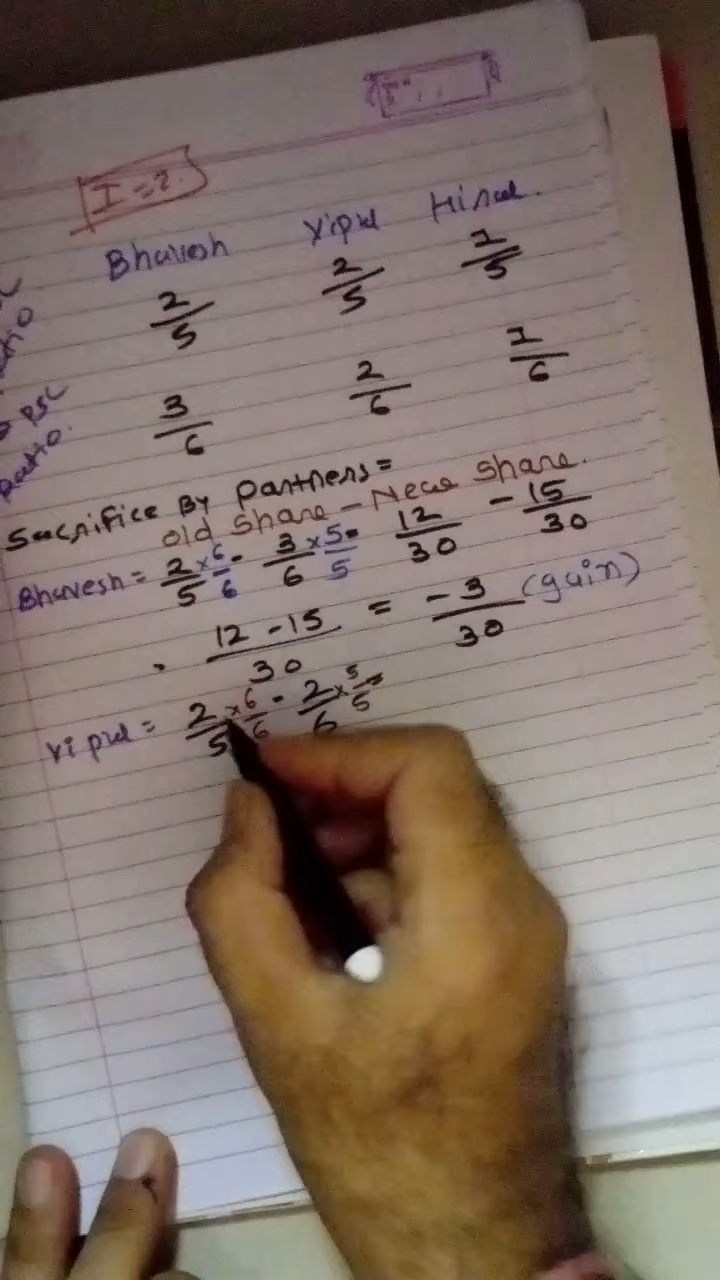 I = 2.
Bhavesh Vipul Hiral.
2/5 2/5 1/5
3/6 2/6 1/6
Ratio.
Sacrifice By Partners =
old Share - New Share.
Bhavesh = 2/5 × 6/6 - 3/6 × 5/5 = 12/30 - 15/30
= 12 - 15/30 = -3/30 (gain)
Vipul = 2/5 × 6/6 - 2/6 × 5/5 =